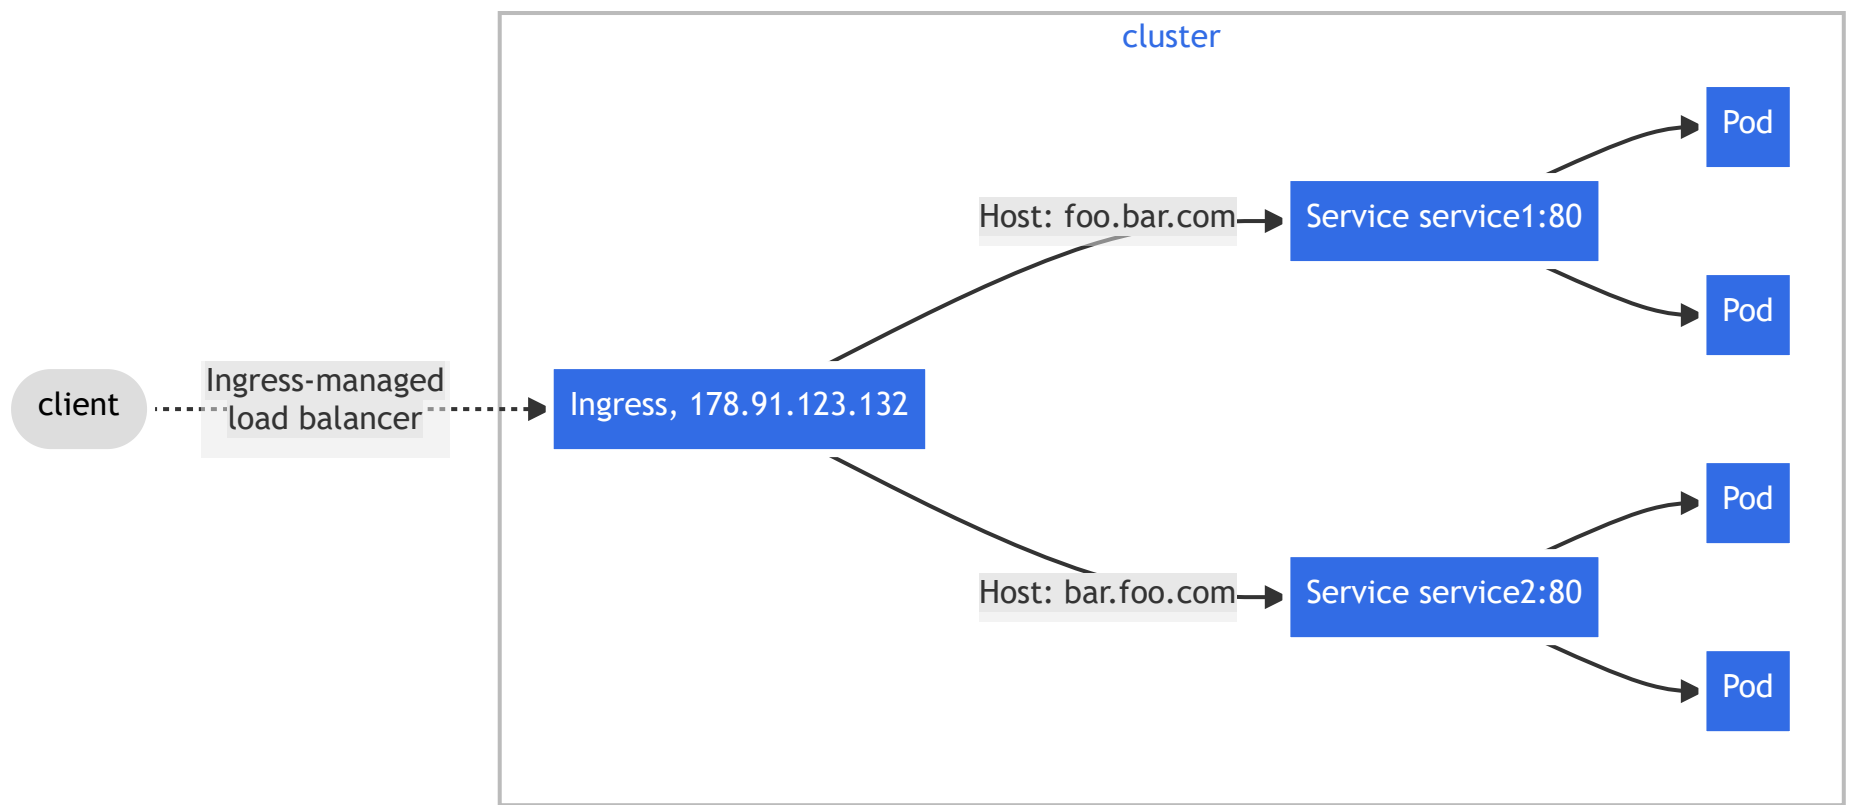 cluster
client
Ingress-managed
load balancer
Ingress, 178.91.123.132
Host: foo.bar.com
Service service1:80
Pod
Pod
Host: bar.foo.com
Service service2:80
Pod
Pod